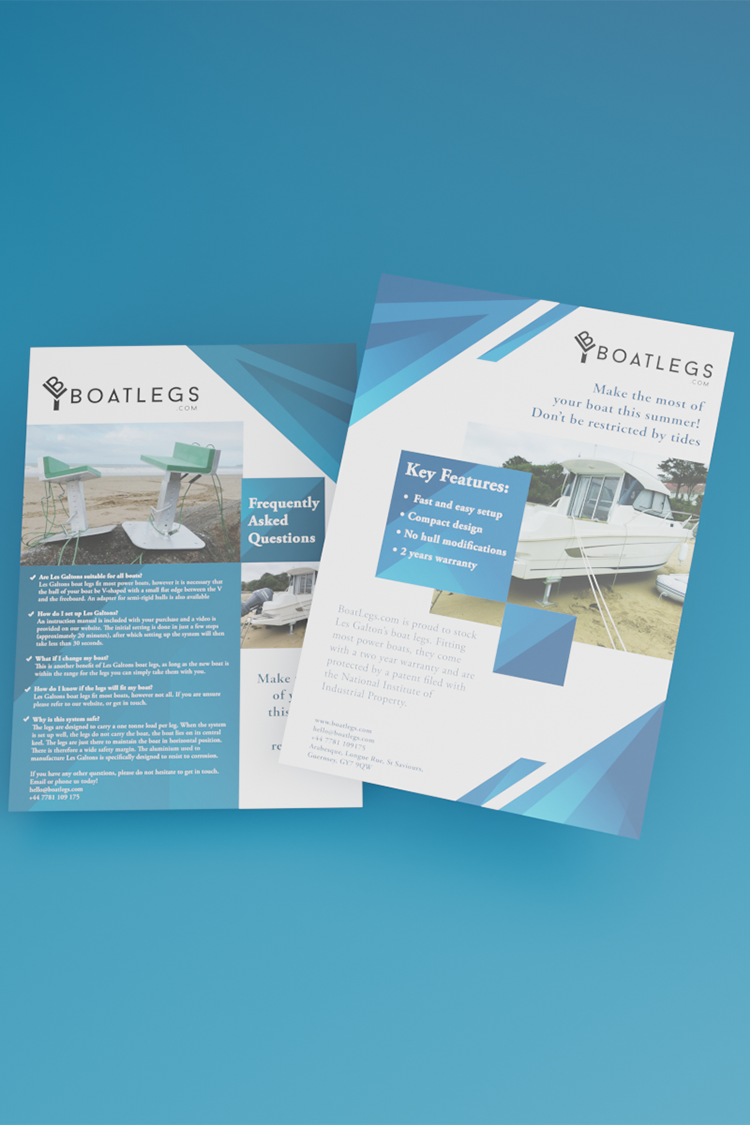 BOATLEGS
.COM
Frequently
Asked
Questions
Are Les Galtons suitable for all boats?
Les Galtons boat legs fit most power boats, however it is necessary that
the hull of your boat be V-shaped with a small flat edge between the V
and the freeboard. An adapter for semi-rigid hulls is also available
How do I set up Les Galtons?
An instruction manual is included with your purchase and a video is
provided on our website. The initial setting is done in just a few steps
(approximately 20 minutes), after which setting up the system will then
take less than 30 seconds.
What if I change my boat?
This is another benefit of Les Galtons boat legs, as long as the new boat is
within the range for the legs you can simply take them with you.
How do I know if the legs will fit my boat?
Les Galtons boat legs fit most boats, however not all. If you are unsure
please refer to our website, or get in touch.
Why is this system safe?
The legs are designed to carry a one tonne load per leg. When the system
is set up well, the legs do not carry the boat, the boat lies on its central
keel. The legs are just there to maintain the boat in horizontal position.
There is therefore a wide safety margin. The aluminium used to
manufacture Les Galtons is specifically designed to resist to corrosion.
If you have any other questions, please do not hesitate to get in touch.
Email or phone us today!
hello@boatlegs.com
+44 7781 109 175
Make
of
this
BOATLEGS
.COM
Make the most of
your boat this summer!
Don't be restricted by tides
Key Features:
• Fast and easy setup
• Compact design
• No hull modifications
• 2 years warranty
BoatLegs.com is proud to stock
Les Galton's boat legs. Fitting
most power boats, they come
with a two year warranty and are
protected by a patent filed with
the National Institute of
Industrial Property.
www.boatlegs.com
hello@boatlegs.com
+44 7781 109175
Arabesque, Longue Rue, St Saviours,
Guernsey, GY7 9QW